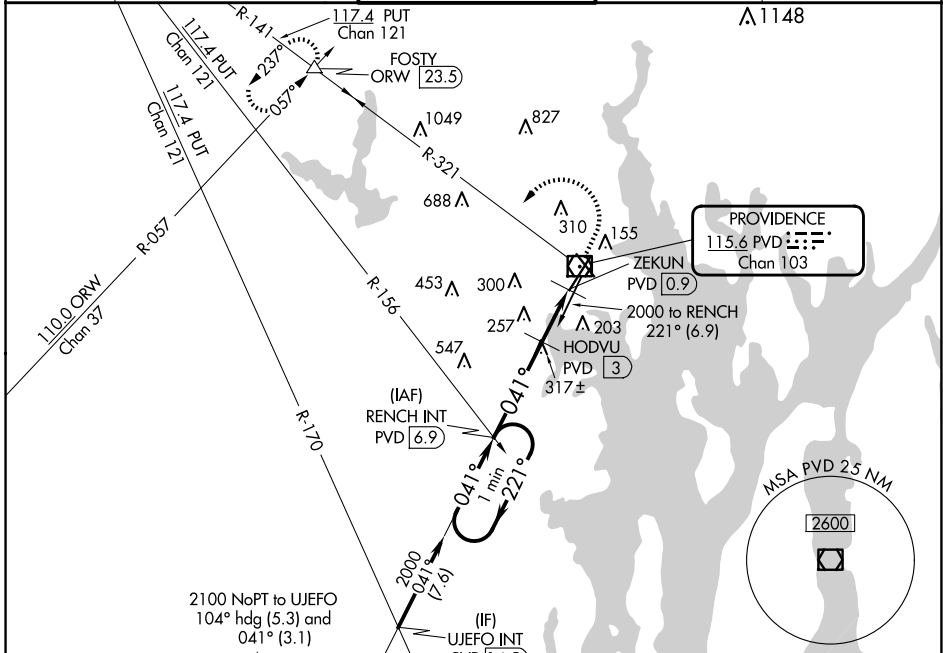 R-141
117.4 PUT
Chan 121
1148
117.4 PUT
Chan 121
237°
057°
FOSTY
ORW 23.5
117.4 PUT
Chan 121
1049
827
R-321
688
310
155
PROVIDENCE
115.6 PVD
Chan 103
R-057
ZEKUN
PVD 0.9
453
300
R-156
2000 to RENCH
221° (6.9)
110.0 ORW
Chan 37
257
203
HODVU
PVD 3
547
317±
041°
(IAF)
RENCH INT
PVD 6.9
R-170
041°
1 min
221°
MSA PVD 25 NM
2600
2000
041°
(7.6)
2100 NoPT to UJEFO
104° hdg (5.3) and
041° (3.1)
(IF)
UJEFO INT